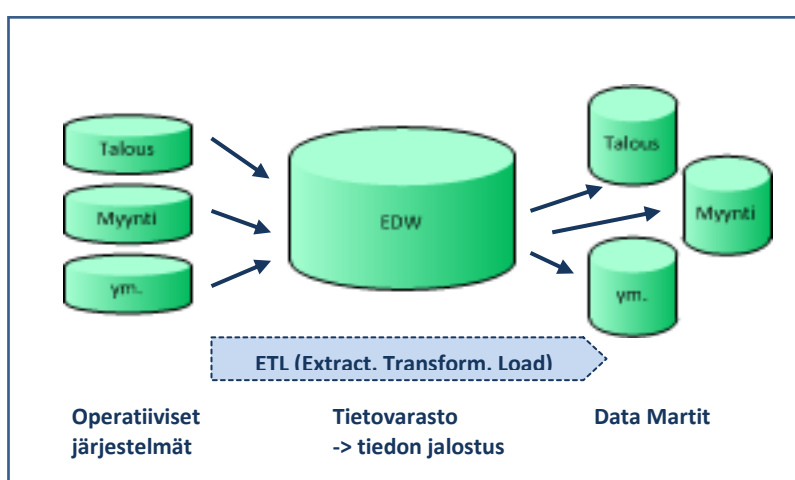 Talous
Myynti
ym.
EDW
Talous
Myynti
ym.
ETL (Extract. Transform. Load)
Operatiiviset
järjestelmät
Tietovarasto
-> tiedon jalostus
Data Martit